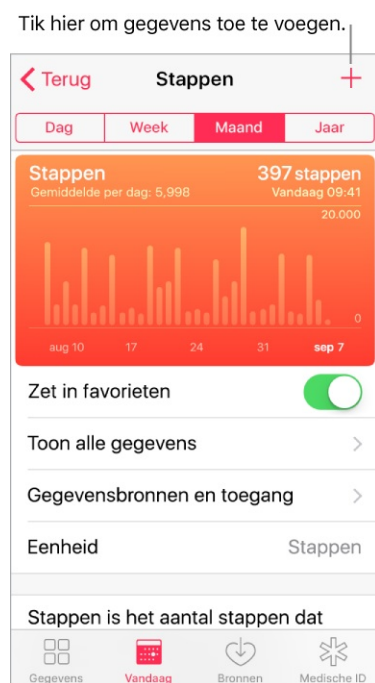 Tik hier om gegevens toe te voegen.
Terug Stappen
Dag Week Maand Jaar
Stappen 397 stappen
Gemiddelde per dag: 5,998 Vandaag 09:41
20.000
0
aug 10 17 24 31 sep 7
Zet in favorieten
Toon alle gegevens
Gegevensbronnen en toegang
Eenheid Stappen
Stappen is het aantal stappen dat
Gegevens Vandaag Bronnen Medische ID